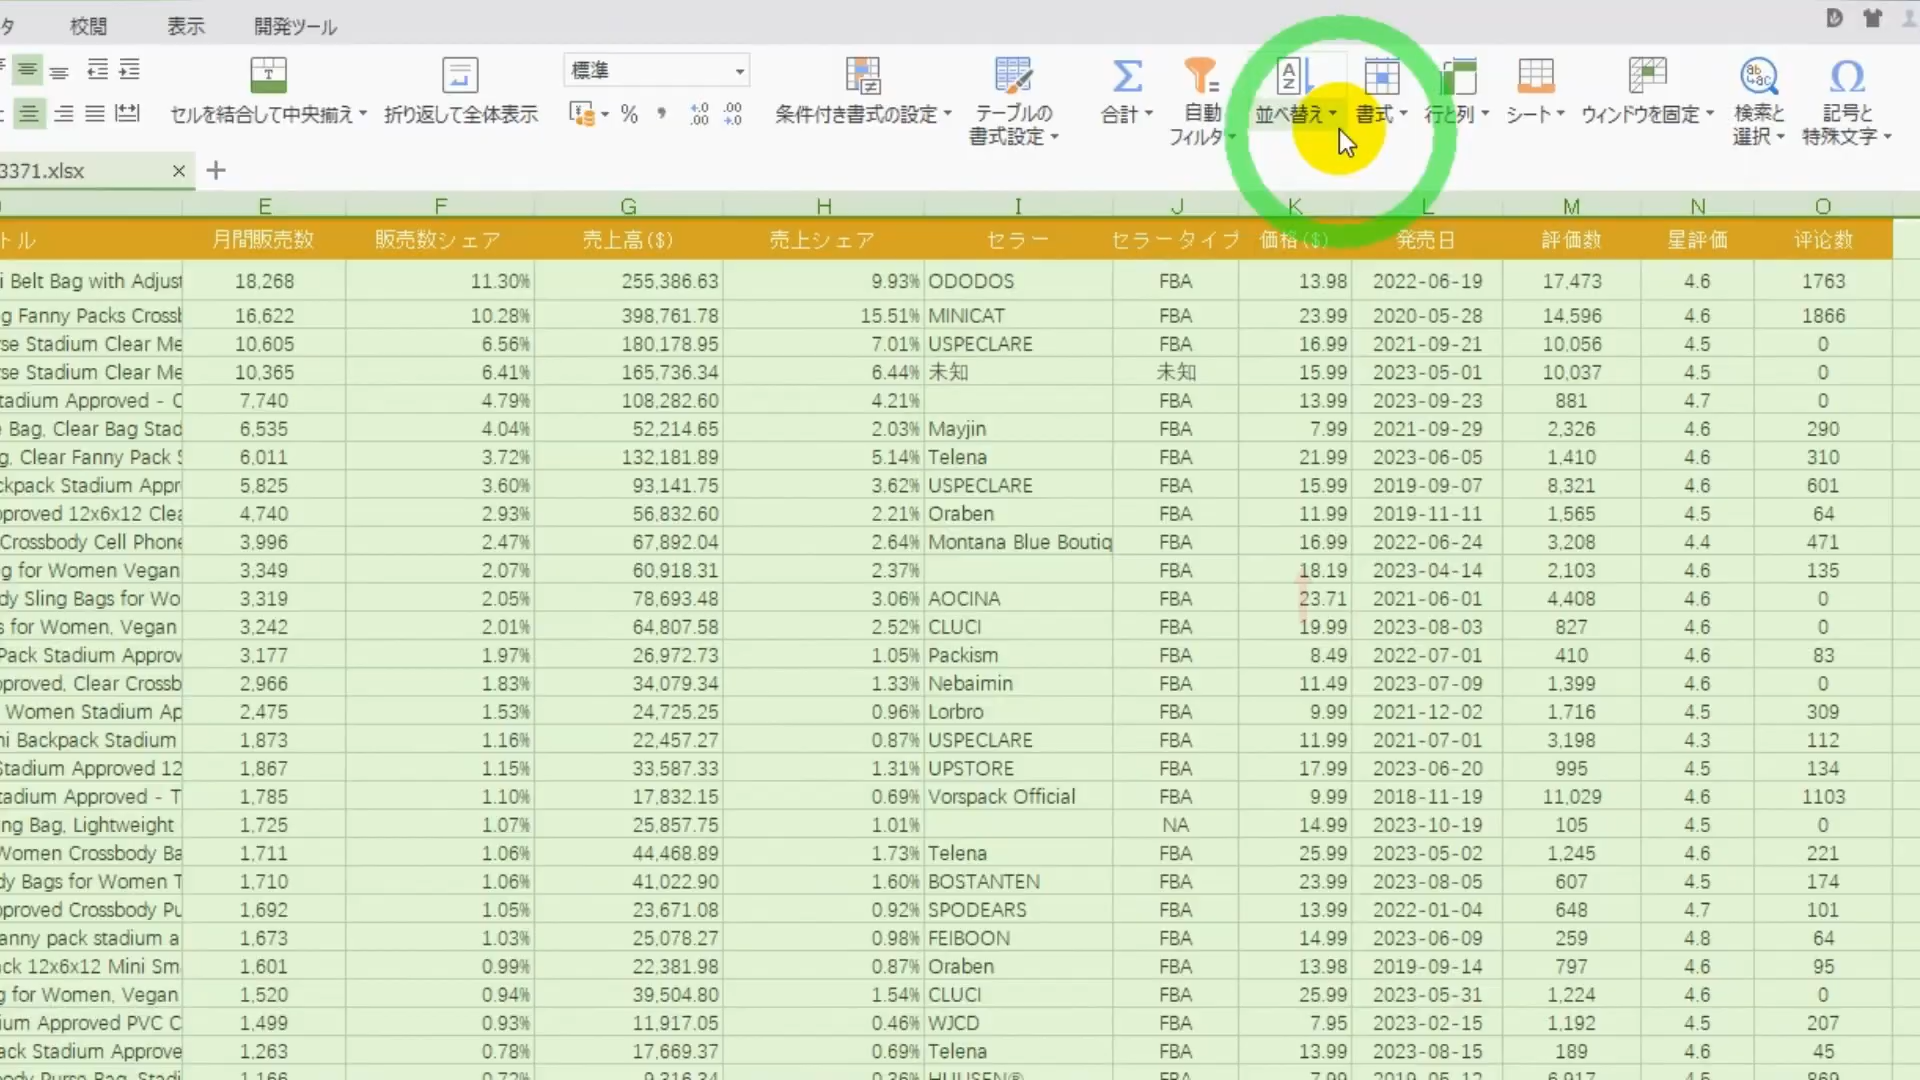 タ 校閲 表示 開発ツール
標準
セルを結合して中央揃え 折り返して全体表示 % , 条件付き書式の設定 テーブルの 書式設定 合計 自動 フィルタ 並べ替え 書式 行と列 シート ウィンドウを固定 検索と 選択 記号と 特殊文字
3371.xlsx × +
E F G H I J K L M N O
トル 月間販売数 販売数シェア 売上高($) 売上シェア セラー セラータイプ 価格($) 発売日 評価数 星評価 评论数
i Belt Bag with Adjust 18,268 11.30% 255,386.63 9.93% ODODOS FBA 13.98 2022-06-19 17,473 4.6 1763
g Fanny Packs Crossb 16,622 10.28% 398,761.78 15.51% MINICAT FBA 23.99 2020-05-28 14,596 4.6 1866
se Stadium Clear Me 10,605 6.56% 180,178.95 7.01% USPECLARE FBA 16.99 2021-09-21 10,056 4.5 0
se Stadium Clear Me 10,365 6.41% 165,736.34 6.44% 未知 未知 15.99 2023-05-01 10,037 4.5 0
tadium Approved - C 7,740 4.79% 108,282.60 4.21% FBA 13.99 2023-09-23 881 4.7 0
e Bag, Clear Bag Stad 6,535 4.04% 52,214.65 2.03% Mayjin FBA 7.99 2021-09-29 2,326 4.6 290
g, Clear Fanny Pack S 6,011 3.72% 132,181.89 5.14% Telena FBA 21.99 2023-06-05 1,410 4.6 310
ckpack Stadium Appr 5,825 3.60% 93,141.75 3.62% USPECLARE FBA 15.99 2019-09-07 8,321 4.6 601
pproved 12x6x12 Clea 4,740 2.93% 56,832.60 2.21% Oraben FBA 11.99 2019-11-11 1,565 4.5 64
Crossbody Cell Phone 3,996 2.47% 67,892.04 2.64% Montana Blue Boutiq FBA 16.99 2022-06-24 3,208 4.4 471
g for Women Vegan 3,349 2.07% 60,918.31 2.37% FBA 18.19 2023-04-14 2,103 4.6 135
dy Sling Bags for Wo 3,319 2.05% 78,693.48 3.06% AOCINA FBA 23.71 2021-06-01 4,408 4.6 0
s for Women, Vegan 3,242 2.01% 64,807.58 2.52% CLUCI FBA 19.99 2023-08-03 827 4.6 0
Pack Stadium Approv 3,177 1.97% 26,972.73 1.05% Packism FBA 8.49 2022-07-01 410 4.6 83
pproved, Clear Crossb 2,966 1.83% 34,079.34 1.33% Nebaimin FBA 11.49 2023-07-09 1,399 4.6 0
Women Stadium Ap 2,475 1.53% 24,725.25 0.96% Lorbro FBA 9.99 2021-12-02 1,716 4.5 309
ni Backpack Stadium 1,873 1.16% 22,457.27 0.87% USPECLARE FBA 11.99 2021-07-01 3,198 4.3 112
Stadium Approved 12 1,867 1.15% 33,587.33 1.31% UPSTORE FBA 17.99 2023-06-20 995 4.5 134
tadium Approved - T 1,785 1.10% 17,832.15 0.69% Vorspack Official FBA 9.99 2018-11-19 11,029 4.6 1103
ng Bag, Lightweight 1,725 1.07% 25,857.75 1.01% NA 14.99 2023-10-19 105 4.5 0
Women Crossbody Ba 1,711 1.06% 44,468.89 1.73% Telena FBA 25.99 2023-05-02 1,245 4.6 221
dy Bags for Women T 1,710 1.06% 41,022.90 1.60% BOSTANTEN FBA 23.99 2023-08-05 607 4.5 174
pproved Crossbody Pu 1,692 1.05% 23,671.08 0.92% SPODEARS FBA 13.99 2022-01-04 648 4.7 101
anny pack stadium a 1,673 1.03% 25,078.27 0.98% FEIBOON FBA 14.99 2023-06-09 259 4.8 64
ack 12x6x12 Mini Sm 1,601 0.99% 22,381.98 0.87% Oraben FBA 13.98 2019-09-14 797 4.6 95
g for Women, Vegan 1,520 0.94% 39,504.80 1.54% CLUCI FBA 25.99 2023-05-31 1,224 4.6 0
ium Approved PVC C 1,499 0.93% 11,917.05 0.46% WJCD FBA 7.95 2023-02-15 1,192 4.5 207
ack Stadium Approve 1,263 0.78% 17,669.37 0.69% Telena FBA 13.99 2023-08-15 189 4.6 45